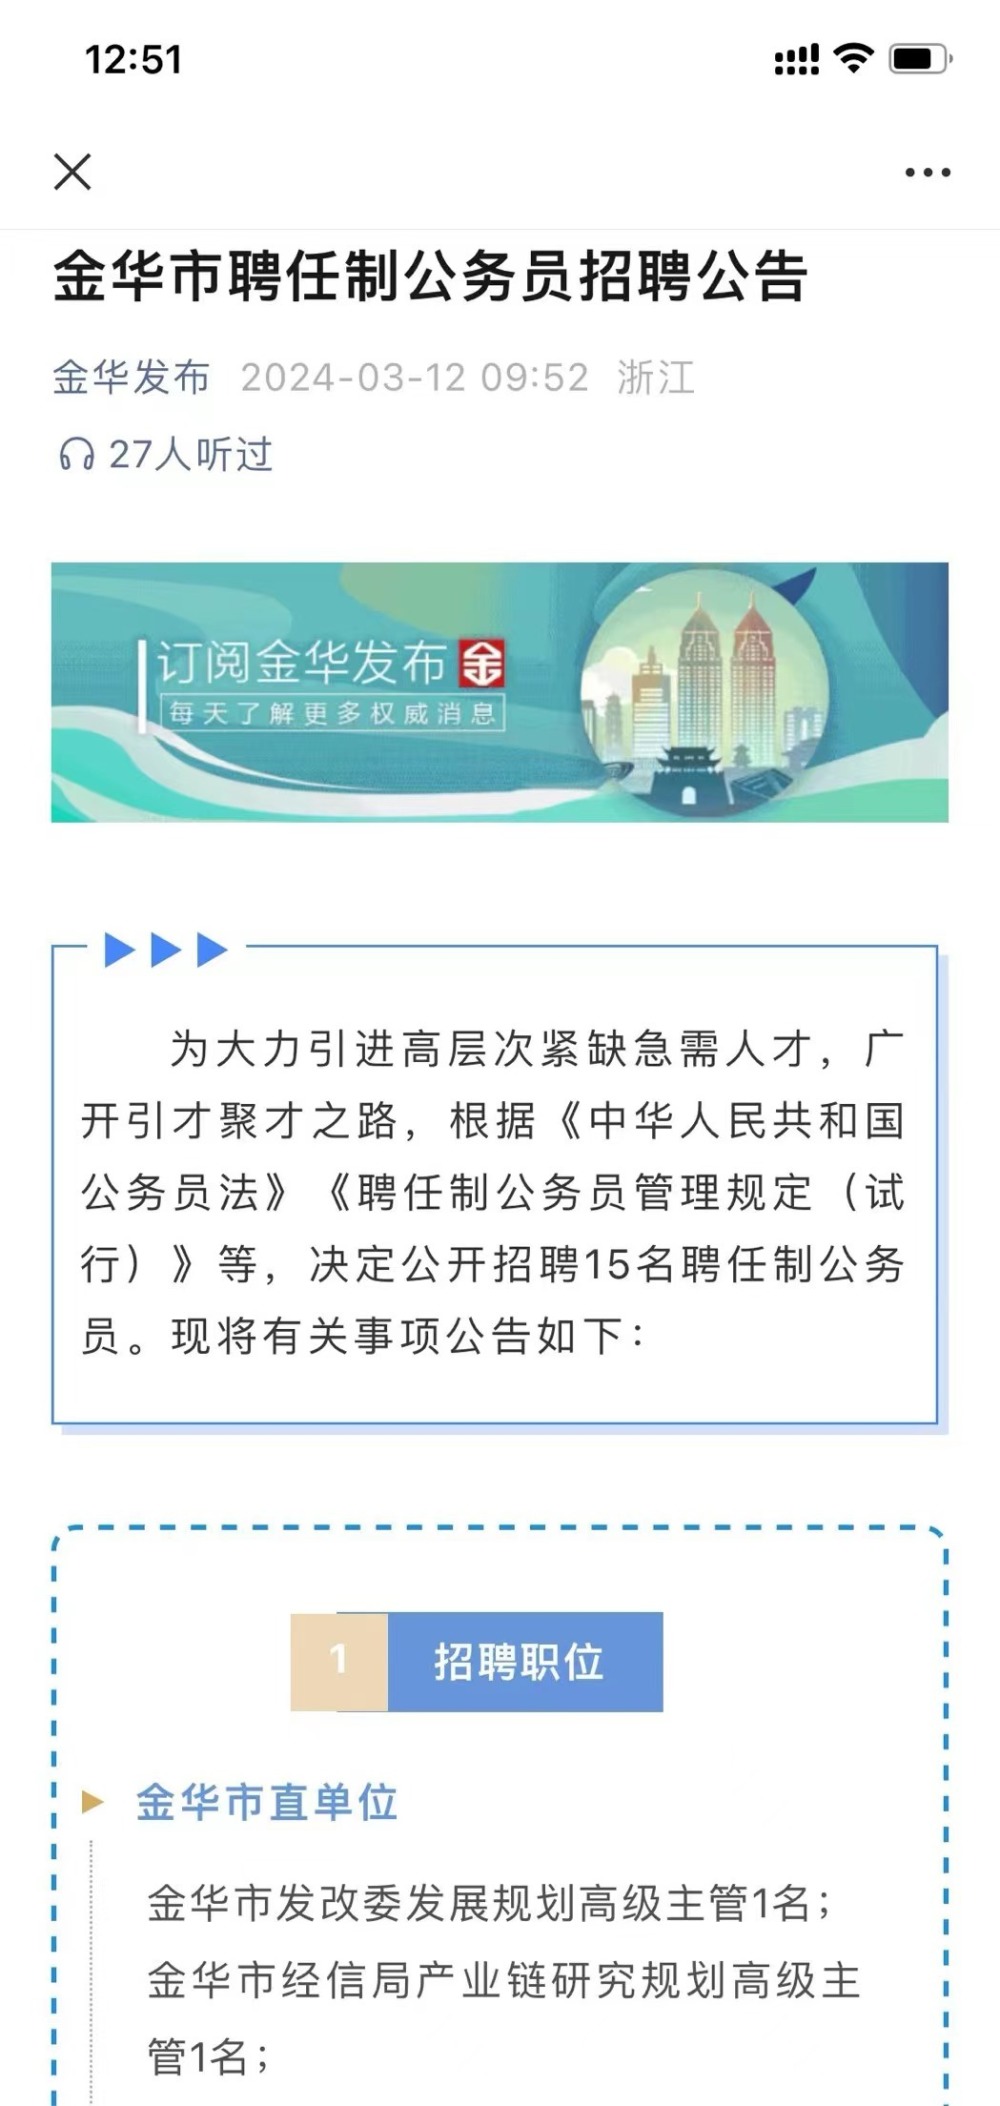 12:51
金华市聘任制公务员招聘公告
金华发布 2024-03-12 09:52 浙江
27人听过
订阅金华发布 金
每天了解更多权威消息
为大力引进高层次紧缺急需人才，广
开引才聚才之路，根据《中华人民共和国
公务员法》《聘任制公务员管理规定（试
行）》等，决定公开招聘15名聘任制公务
员。现将有关事项公告如下：
1 招聘职位
金华市直单位
金华市发改委发展规划高级主管1名；
金华市经信局产业链研究规划高级主
管1名；